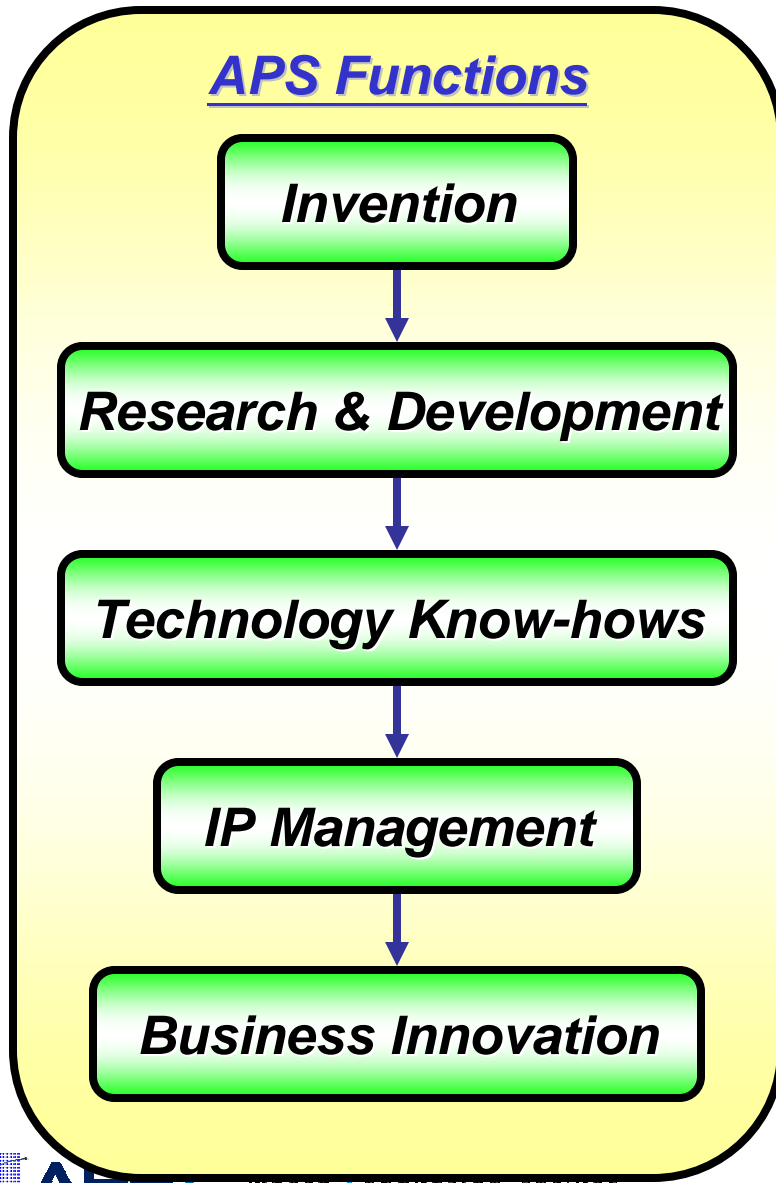 APS Functions
Invention
Research & Development
Technology Know-hows
IP Management
Business Innovation